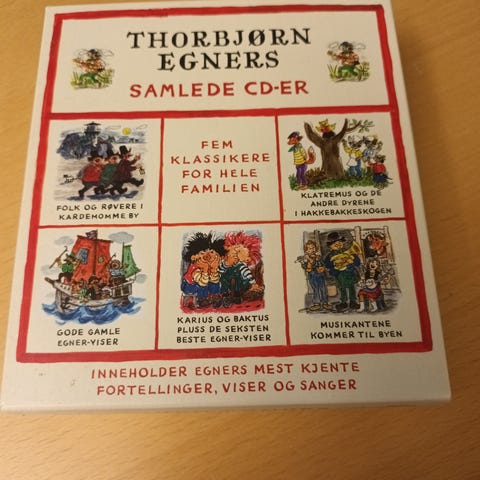 THORBJØRN
EGNERS
SAMLEDE CD-ER
FOLK OG RØVERE I
KARDEMOMME BY
FEM
KLASSIKERE
FOR HELE
FAMILIEN
KLATREMUS OG DE
ANDRE DYRENE
I HAKKEBAKKESKOGEN
GODE GAMLE
EGNER-VISER
KARIUS OG BAKTUS
PLUSS DE SEKSTEN
BESTE EGNER-VISER
MUSIKANTENE
KOMMER TIL BYEN
INNEHOLDER EGNERS MEST KJENTE
FORTELLINGER, VISER OG SANGER